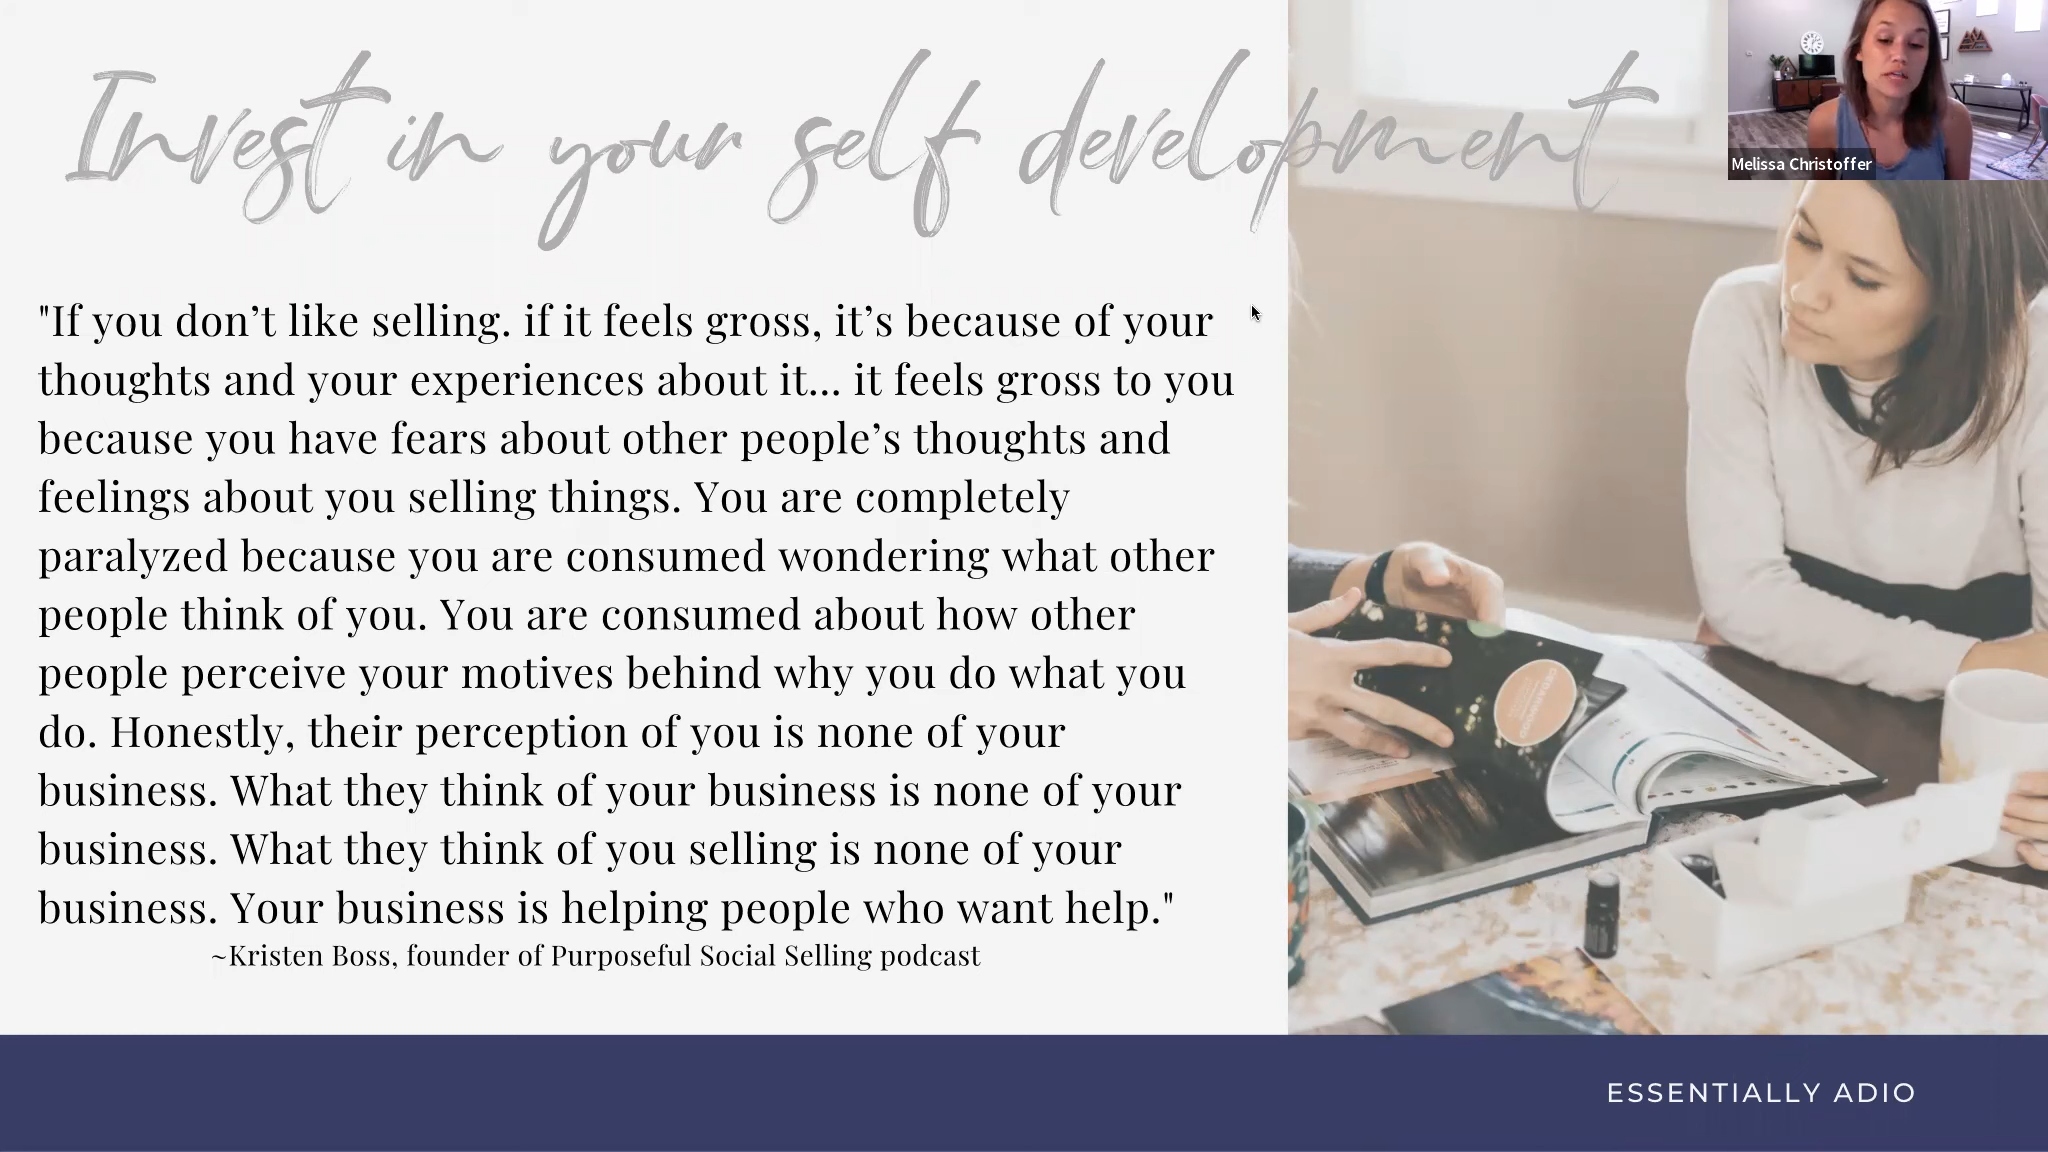 Invest in your self development
Melissa Christoffer
"If you don’t like selling. if it feels gross, it’s because of your
thoughts and your experiences about it... it feels gross to you
because you have fears about other people’s thoughts and
feelings about you selling things. You are completely
paralyzed because you are consumed wondering what other
people think of you. You are consumed about how other
people perceive your motives behind why you do what you
do. Honestly, their perception of you is none of your
business. What they think of your business is none of your
business. What they think of you selling is none of your
business. Your business is helping people who want help."
~Kristen Boss, founder of Purposeful Social Selling podcast
ESSENTIALLY ADIO